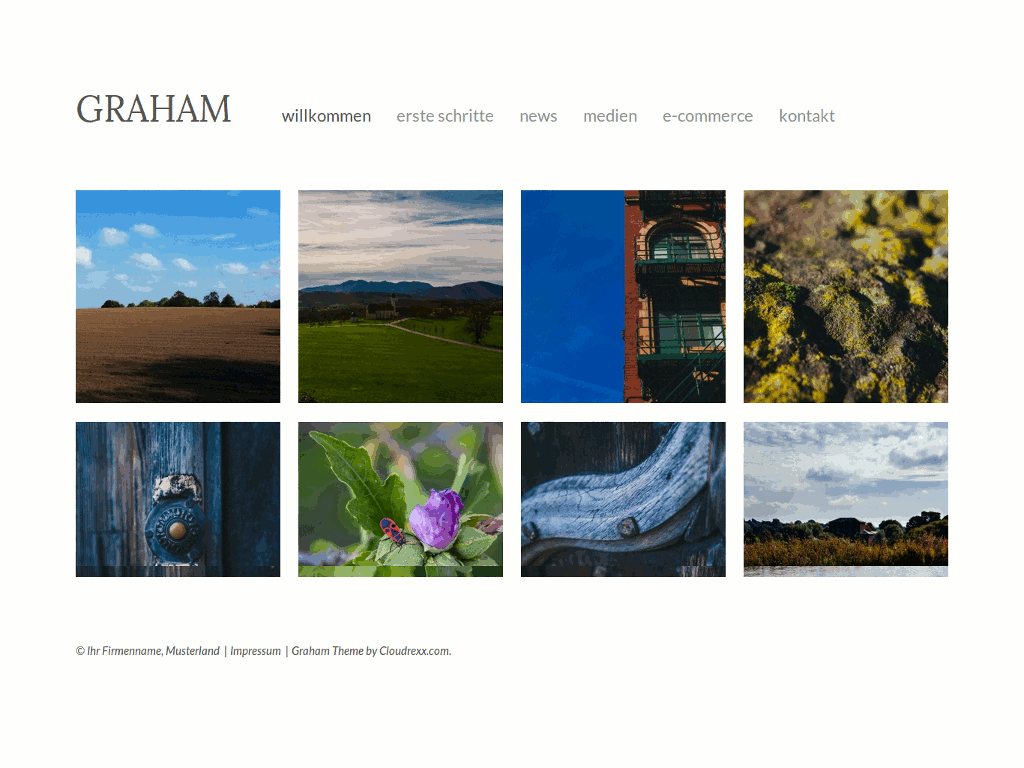 GRAHAM
willkommen erste schritte news medien e-commerce kontakt
© Ihr Firmenname, Musterland | Impressum | Graham Theme by Cloudrexx.com.